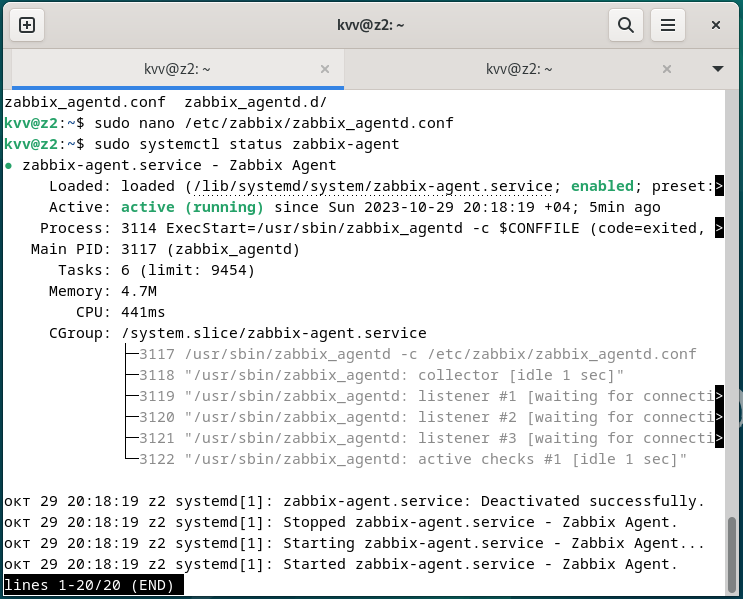 kvv@z2: ~
kvv@z2: ~
kvv@z2: ~
zabbix_agentd.conf  zabbix_agentd.d/
kvv@z2:~$ sudo nano /etc/zabbix/zabbix_agentd.conf
kvv@z2:~$ sudo systemctl status zabbix-agent
● zabbix-agent.service - Zabbix Agent
     Loaded: loaded (/lib/systemd/system/zabbix-agent.service; enabled; preset:>
     Active: active (running) since Sun 2023-10-29 20:18:19 +04; 5min ago
    Process: 3114 ExecStart=/usr/sbin/zabbix_agentd -c $CONFFILE (code=exited, >
   Main PID: 3117 (zabbix_agentd)
      Tasks: 6 (limit: 9454)
     Memory: 4.7M
        CPU: 441ms
     CGroup: /system.slice/zabbix-agent.service
             ├─3117 /usr/sbin/zabbix_agentd -c /etc/zabbix/zabbix_agentd.conf
             ├─3118 "/usr/sbin/zabbix_agentd: collector [idle 1 sec]"
             ├─3119 "/usr/sbin/zabbix_agentd: listener #1 [waiting for connecti>
             ├─3120 "/usr/sbin/zabbix_agentd: listener #2 [waiting for connecti>
             ├─3121 "/usr/sbin/zabbix_agentd: listener #3 [waiting for connecti>
             └─3122 "/usr/sbin/zabbix_agentd: active checks #1 [idle 1 sec]"
окт 29 20:18:19 z2 systemd[1]: zabbix-agent.service: Deactivated successfully.
окт 29 20:18:19 z2 systemd[1]: Stopped zabbix-agent.service - Zabbix Agent.
окт 29 20:18:19 z2 systemd[1]: Starting zabbix-agent.service - Zabbix Agent...
окт 29 20:18:19 z2 systemd[1]: Started zabbix-agent.service - Zabbix Agent.
lines 1-20/20 (END)